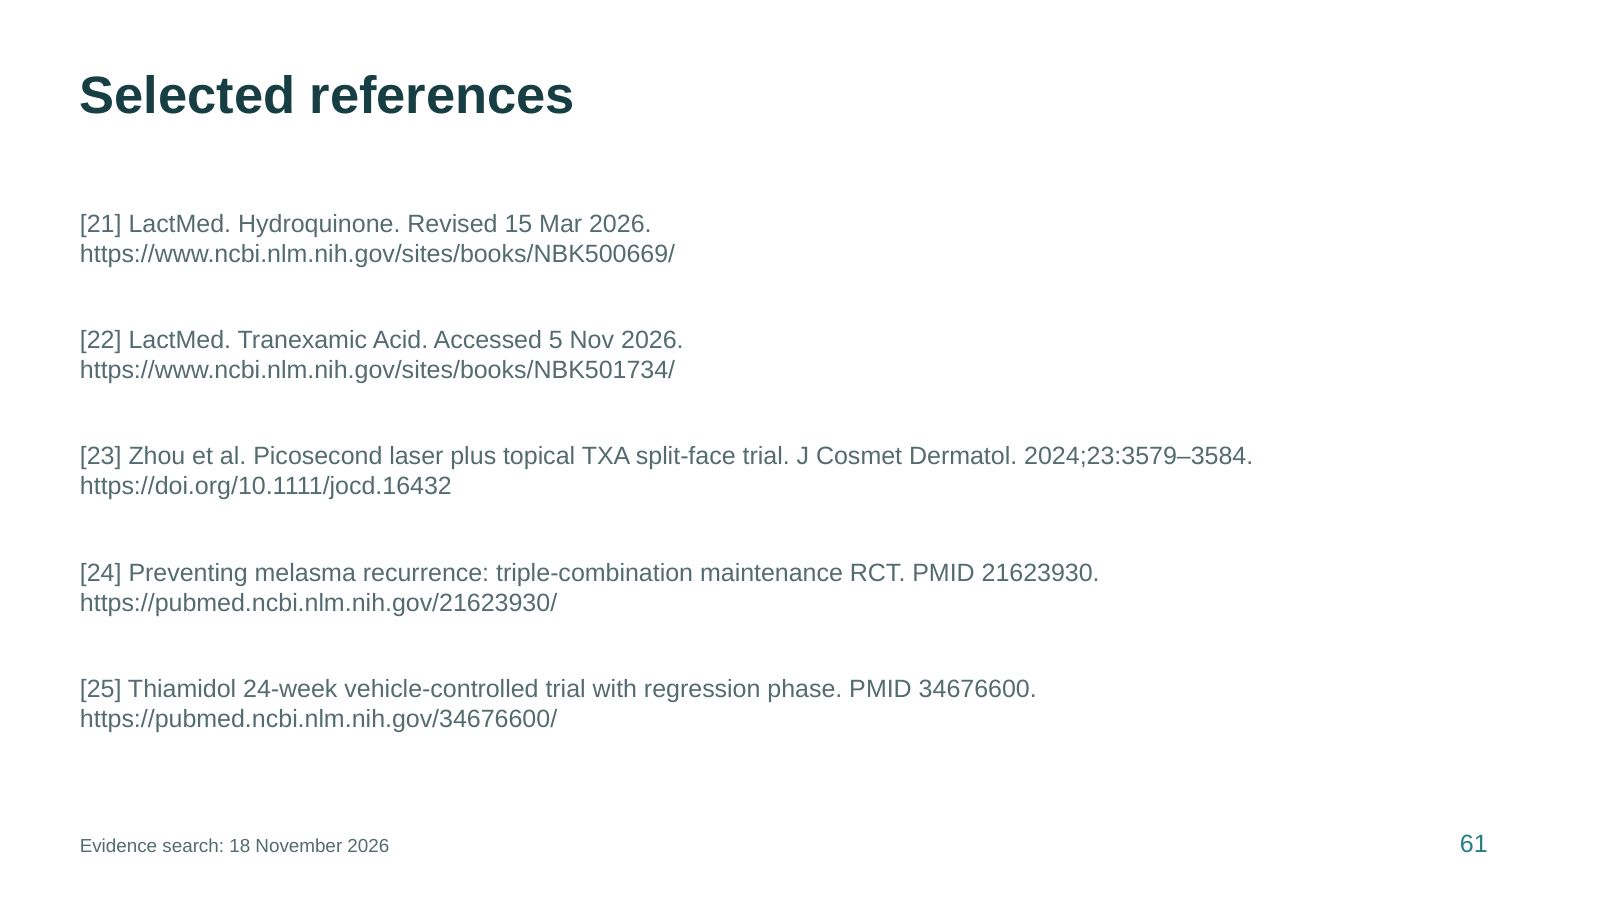 Selected references
[21] LactMed. Hydroquinone. Revised 15 Mar 2026.
https://www.ncbi.nlm.nih.gov/sites/books/NBK500669/
[22] LactMed. Tranexamic Acid. Accessed 5 Nov 2026.
https://www.ncbi.nlm.nih.gov/sites/books/NBK501734/
[23] Zhou et al. Picosecond laser plus topical TXA split-face trial. J Cosmet Dermatol. 2024;23:3579–3584.
https://doi.org/10.1111/jocd.16432
[24] Preventing melasma recurrence: triple-combination maintenance RCT. PMID 21623930.
https://pubmed.ncbi.nlm.nih.gov/21623930/
[25] Thiamidol 24-week vehicle-controlled trial with regression phase. PMID 34676600.
https://pubmed.ncbi.nlm.nih.gov/34676600/
Evidence search: 18 November 2026
61